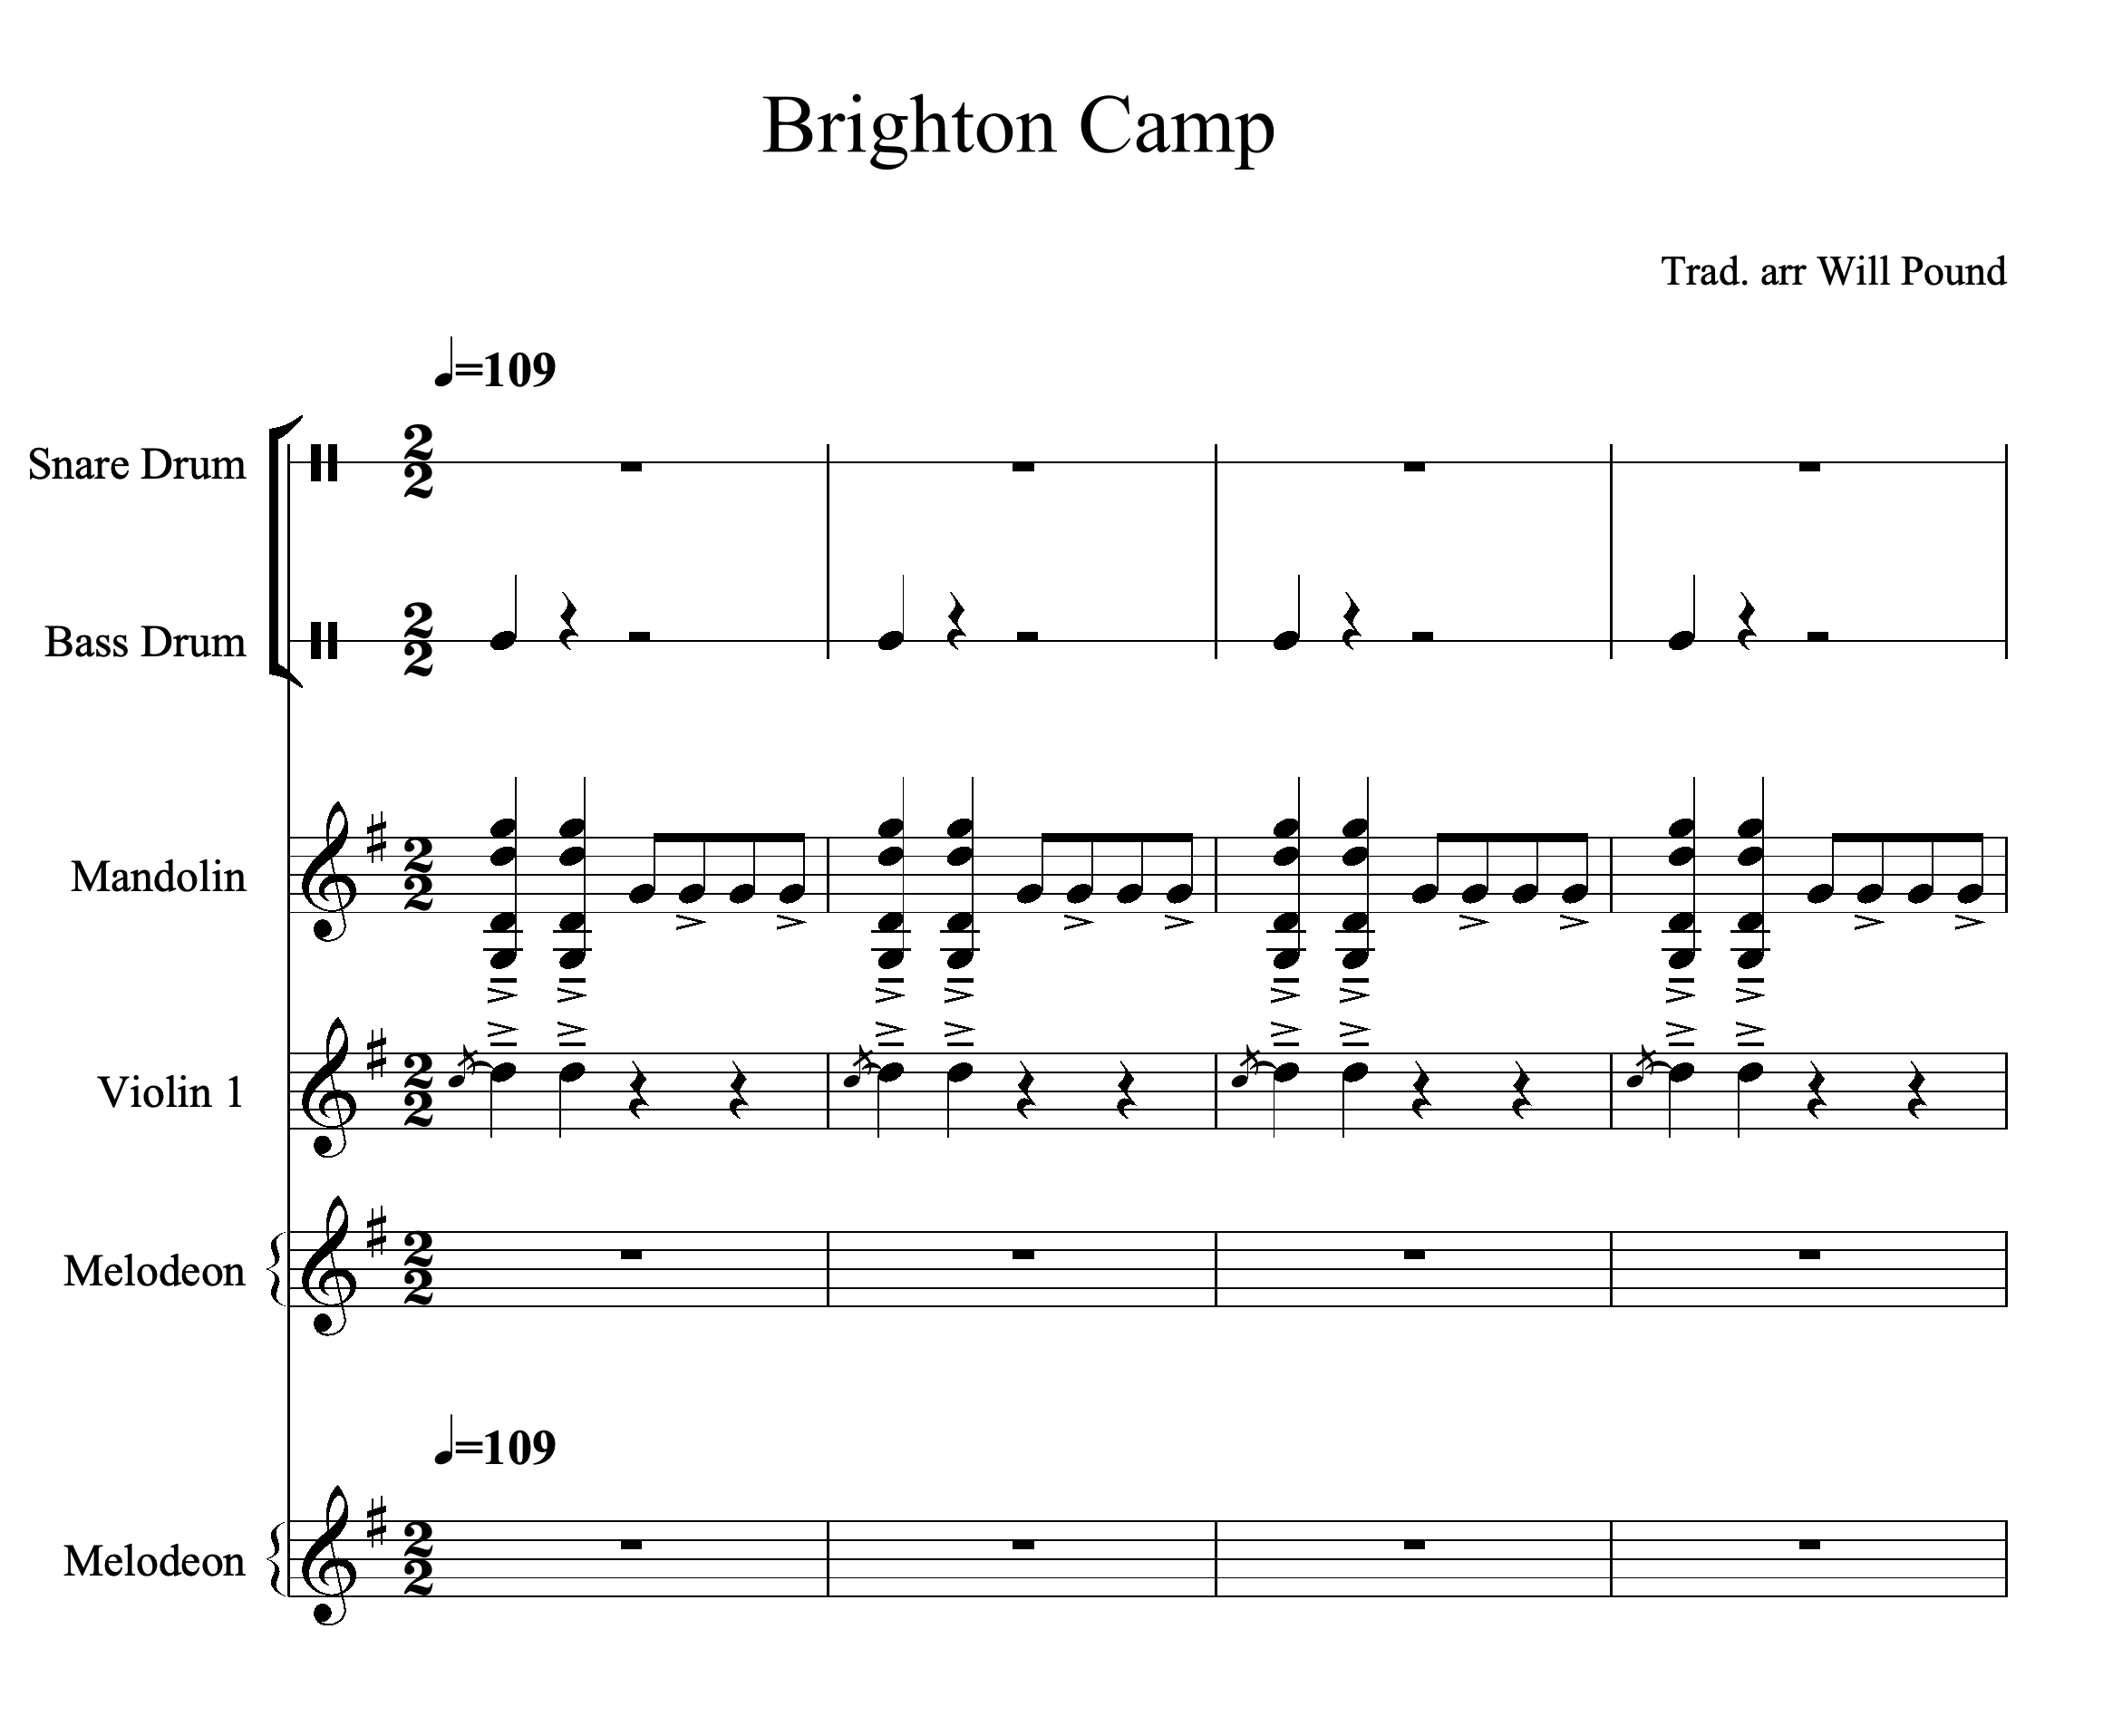 Brighton Camp
Trad. arr Will Pound
♩=109
Snare Drum
Bass Drum
Mandolin
Violin 1
Melodeon
♩=109
Melodeon